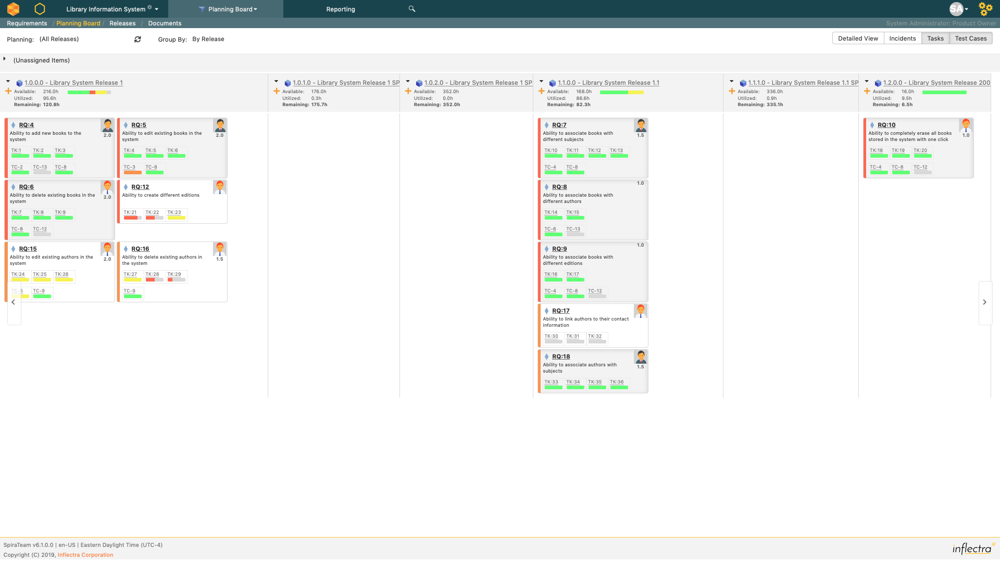 Library Information System
Planning Board
Reporting
SA
Requirements / Planning Board / Releases / Documents
System Administrator: Product Owner
Planning: (All Releases)
Group By: By Release
Detailed View
Incidents
Tasks
Test Cases
(Unassigned Items)
1.0.0.0 - Library System Release 1
Available: 216.0h
Utilized: 95.6h
Remaining: 120.8h
1.0.1.0 - Library System Release 1 SP
Available: 176.0h
Utilized: 0.3h
Remaining: 175.7h
1.0.2.0 - Library System Release 1 SP
Available: 352.0h
Utilized: 0.0h
Remaining: 352.0h
1.1.0.0 - Library System Release 1.1
Available: 168.0h
Utilized: 86.6h
Remaining: 82.3h
1.1.1.0 - Library System Release 1.1 SP
Available: 336.0h
Utilized: 0.9h
Remaining: 335.1h
1.2.0.0 - Library System Release 200
Available: 16.0h
Utilized: 9.5h
Remaining: 6.5h
RQ:4
2.0
Ability to add new books to the
system
TK:1 TK:2 TK:3
TC-2 TC-13 TC-8
RQ:5
2.0
Ability to edit existing books in the
system
TK:4 TK:5 TK:6
TC-3 TC-8
RQ:6
2.0
Ability to delete existing books in the
system
TK:7 TK:8 TK:9
TC-8 TC-12
RQ:12
Ability to create different editions
TK:21 TK:22 TK:23
RQ:15
2.0
Ability to edit existing authors in the
system
TK:24 TK:25 TK:26
TC-5 TC-9
RQ:16
1.5
Ability to delete existing authors in
the system
TK:27 TK:28 TK:29
TC-9
RQ:7
1.5
Ability to associate books with
different subjects
TK:10 TK:11 TK:12 TK:13
TC-4 TC-8
RQ:8
1.0
Ability to associate books with
different authors
TK:14 TK:15
TC-6 TC-13
RQ:9
1.0
Ability to associate books with
different editions
TK:16 TK:17
TC-4 TC-8 TC-12
RQ:17
Ability to link authors to their contact
information
TK:30 TK:31 TK:32
RQ:18
1.5
Ability to associate authors with
subjects
TK:33 TK:34 TK:35 TK:36
RQ:10
1.0
Ability to completely erase all books
stored in the system with one click
TK:18 TK:19 TK:20
TC-4 TC-8 TC-12
SpiraTeam v6.1.0.0 | en-US | Eastern Daylight Time (UTC-4)
Copyright (C) 2019, Inflectra Corporation
inflectra